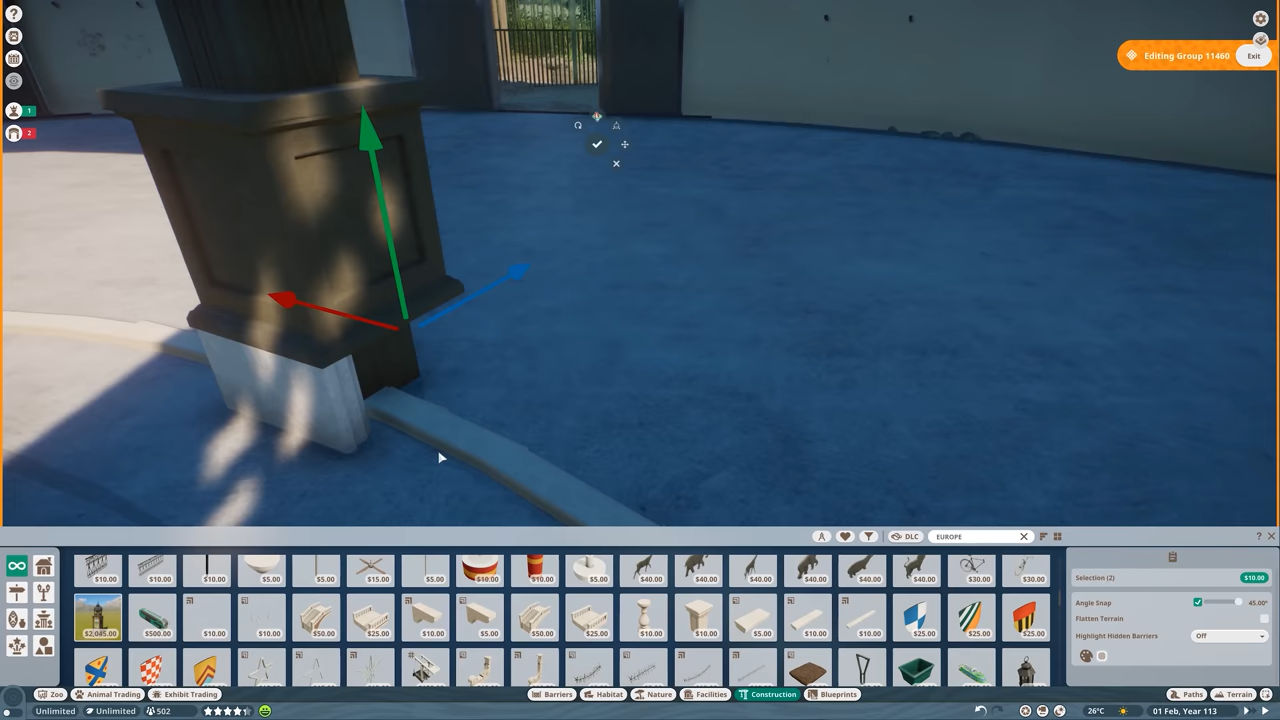 Editing Group 11460
Exit
1
2
DLC
EUROPE
?
$10.00 $10.00 $10.00 $5.00 $5.00 $15.00 $5.00 $10.00 $10.00 $5.00 $40.00 $40.00 $40.00 $40.00 $40.00 $40.00 $30.00 $30.00
$2,045.00 $500.00 $10.00 $10.00 $50.00 $25.00 $10.00 $5.00 $50.00 $25.00 $10.00 $10.00 $5.00 $10.00 $10.00 $25.00 $25.00 $25.00
Selection (2) $10.00
Angle Snap 45.00°
Flatten Terrain
Highlight Hidden Barriers Off
Zoo Animal Trading Exhibit Trading Barriers Habitat Nature Facilities Construction Blueprints Paths Terrain
Unlimited Unlimited 502 26°C 01 Feb, Year 113